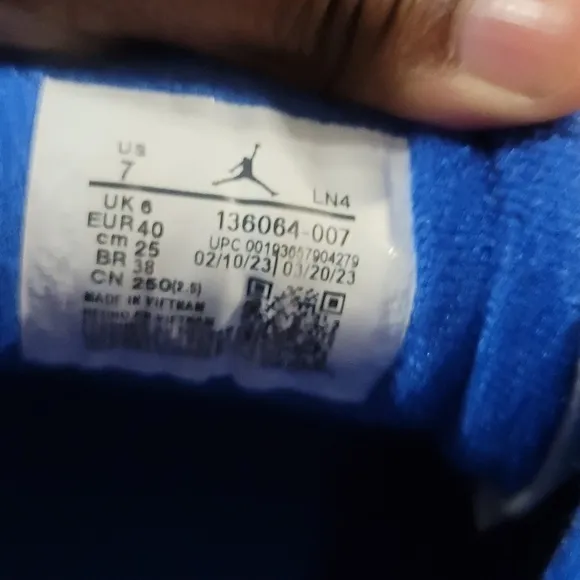 US
7
LN4
UK 6
EUR 40
cm 25
BR 38
CN 250(2.5)
136064-007
UPC 00193657904279
02/10/23 03/20/23
MADE IN VIETNAM